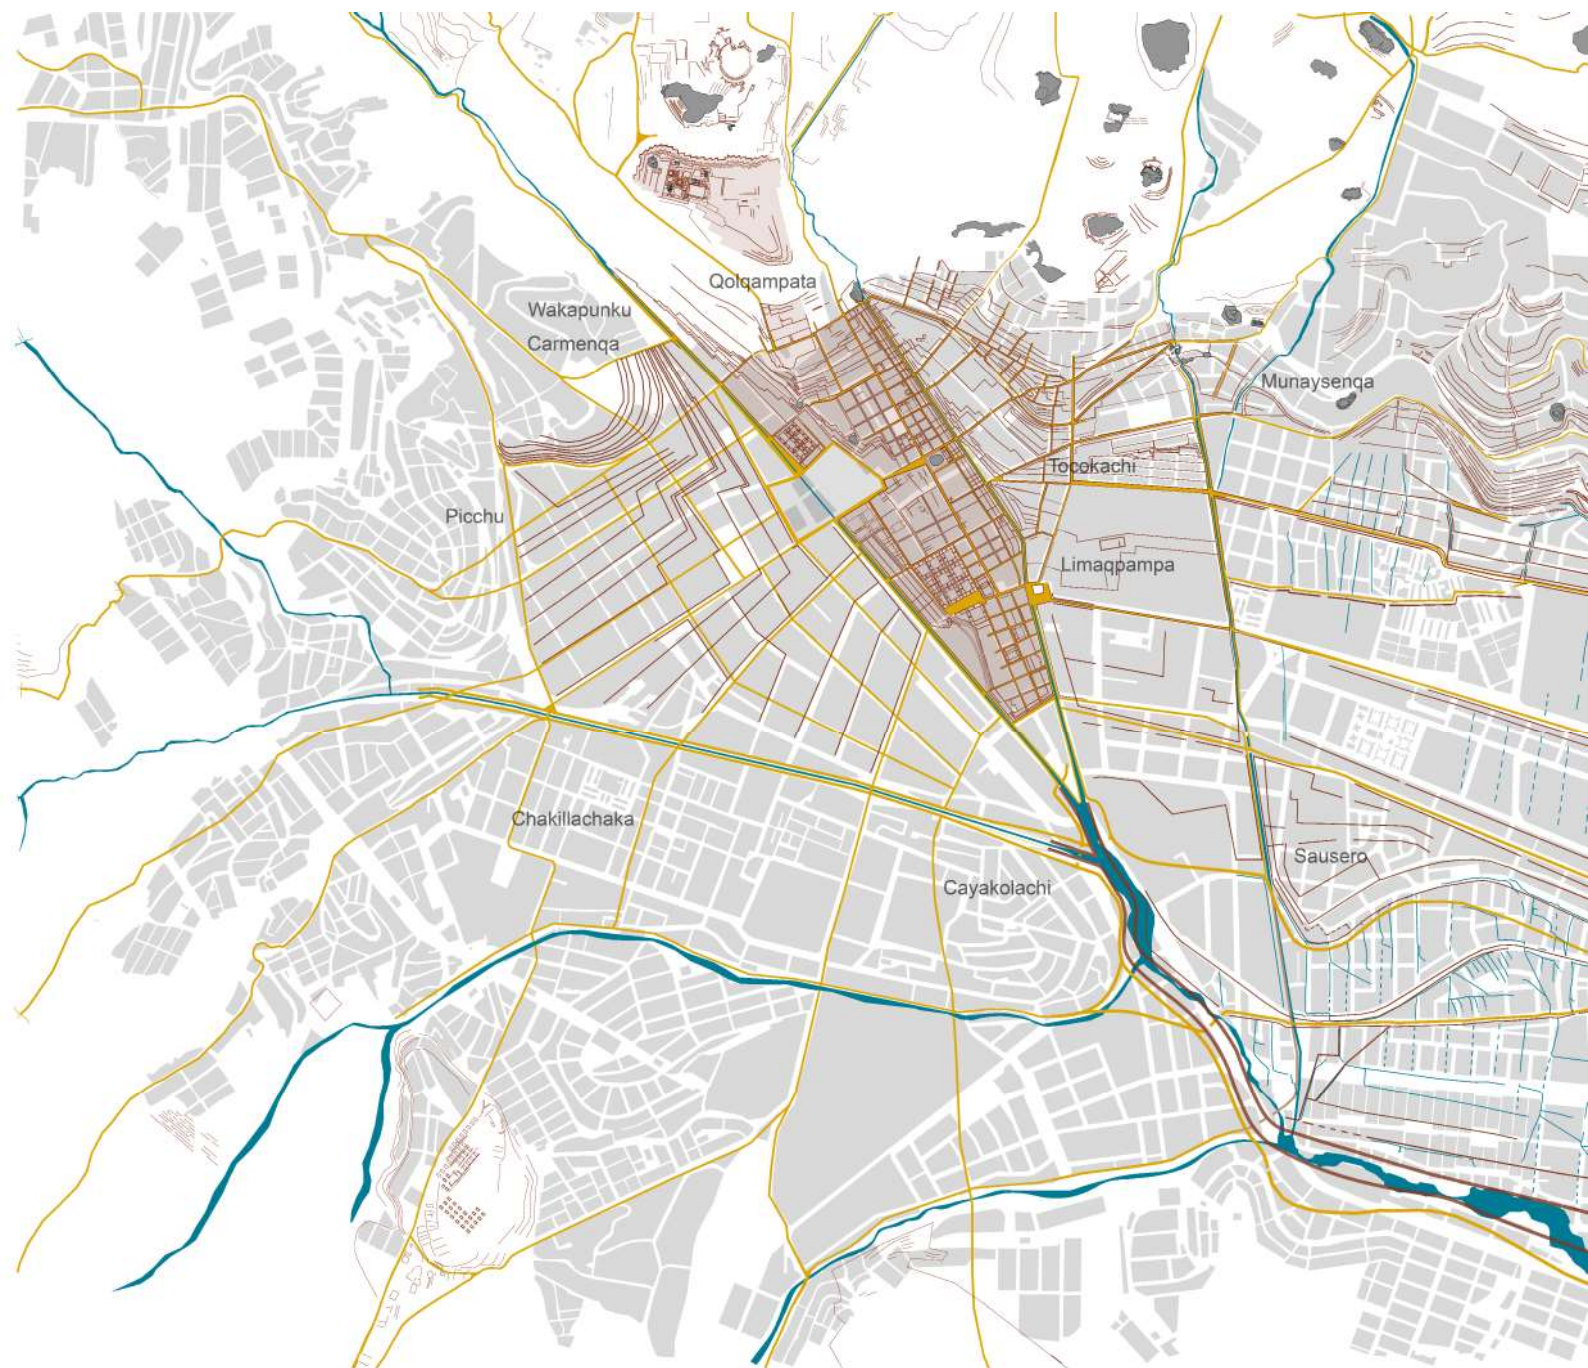 Qolqampata
Wakapunku
Carmenqa
Munaysenqa
Tocokachi
Picchu
Limaqpampa
Chakillachaka
Sausero
Cayakolachi